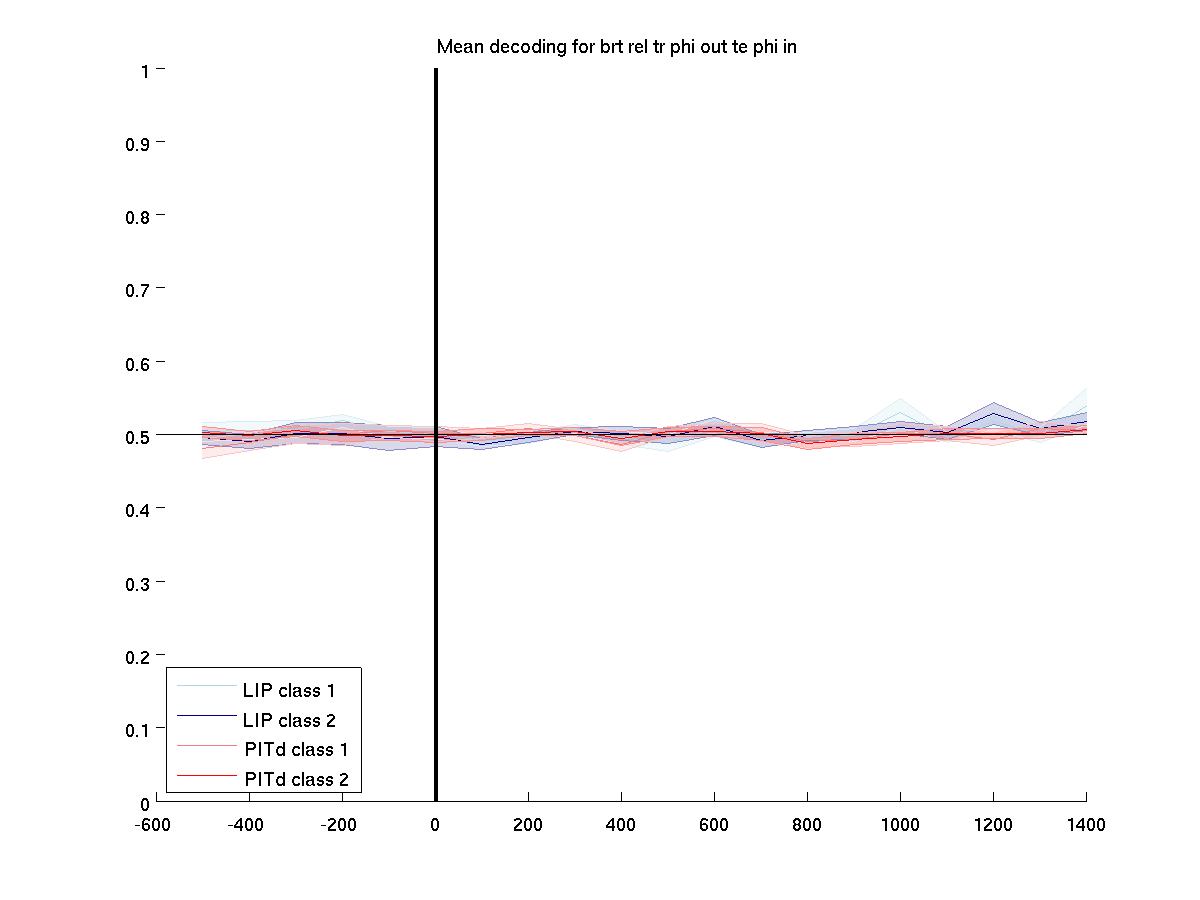 Mean decoding for brt rel tr phi out te phi in
1
0.9
0.8
0.7
0.6
0.5
0.4
0.3
0.2
0.1
0
LIP class 1
LIP class 2
PITd class 1
PITd class 2
-600 -400 -200 0 200 400 600 800 1000 1200 1400